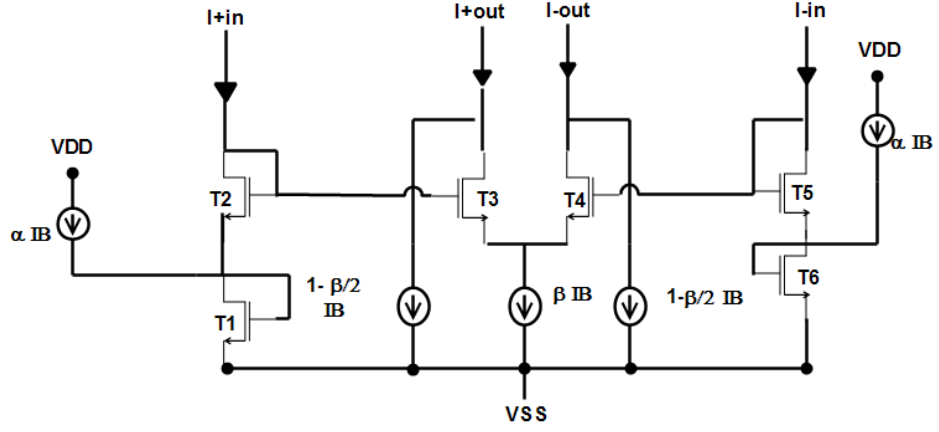 I+in
I+out
I-out
I-in
VDD
VDD
α IB
T2
T3
T4
T5
α IB
1- β/2
IB
β IB
1-β/2 IB
T6
T1
VSS